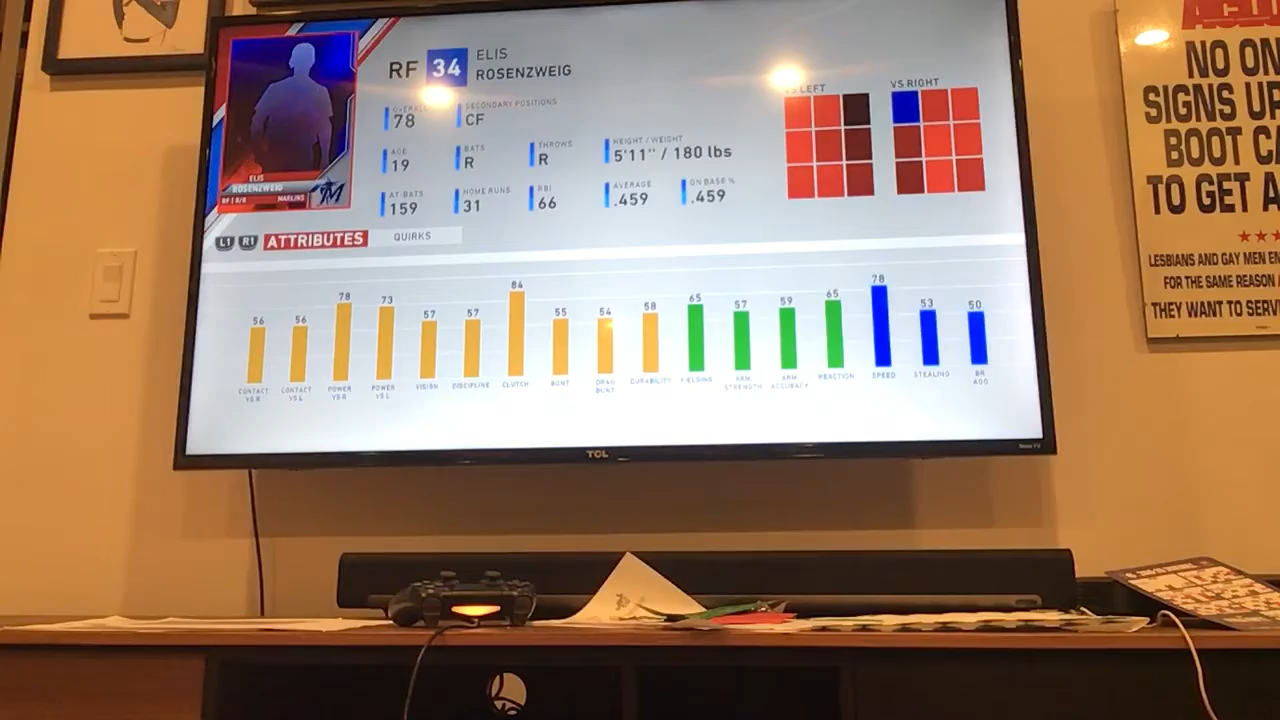 RF 34 ELIS
ROSENZWEIG
OVERALL
78
SECONDARY POSITIONS
CF
AGE
19
BATS
R
THROWS
R
HEIGHT / WEIGHT
5'11" / 180 lbs
AT-BATS
159
HOME RUNS
31
RBI
66
AVERAGE
.459
ON BASE %
.459
VS LEFT
VS RIGHT
ELIS
ROSENZWEIG
RF | R/R MARLINS
L1 R1 ATTRIBUTES QUIRKS
56 56 78 73 57 57 84 55 54 58 65 57 59 65 78 53 50
CONTACT VS R
CONTACT VS L
POWER VS R
POWER VS L
VISION
DISCIPLINE
CLUTCH
BUNT
DRAG BUNT
DURABILITY
FIELDING
ARM STRENGTH
ARM ACCURACY
REACTION
SPEED
STEALING
BR AGG
TCL
Roku TV
ACLU
NO ON
SIGNS UP
BOOT CA
TO GET A
LESBIANS AND GAY MEN EN
FOR THE SAME REASON
THEY WANT TO SERV